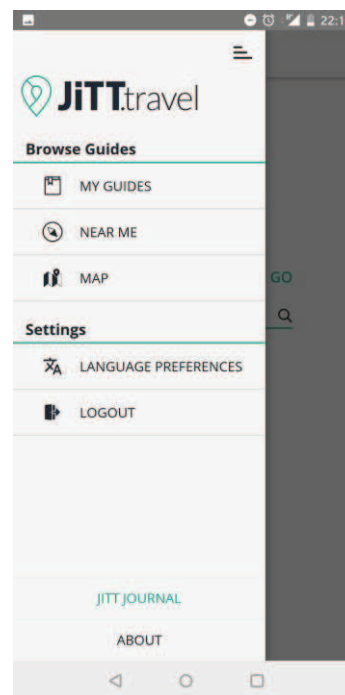 22:1
JiTT.travel
Browse Guides
MY GUIDES
NEAR ME
MAP
GO
Settings
LANGUAGE PREFERENCES
LOGOUT
JITT JOURNAL
ABOUT